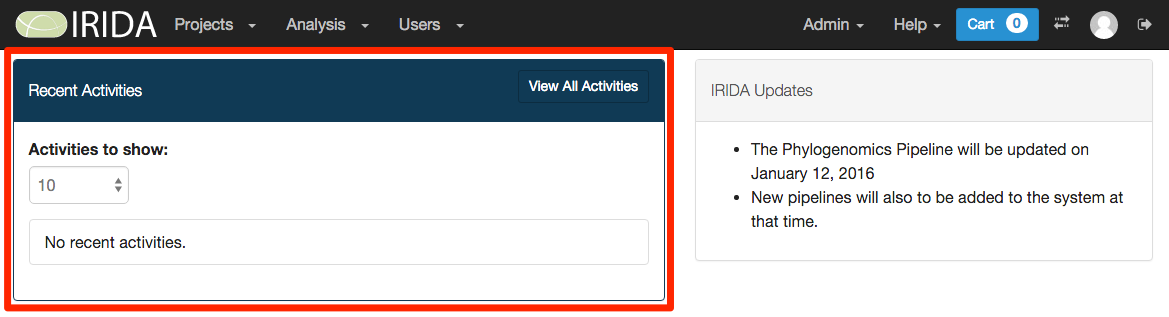 IRIDA Projects Analysis Users Admin Help Cart 0
Recent Activities
View All Activities
Activities to show:
10
No recent activities.
IRIDA Updates
• The Phylogenomics Pipeline will be updated on
January 12, 2016
• New pipelines will also to be added to the system at
that time.